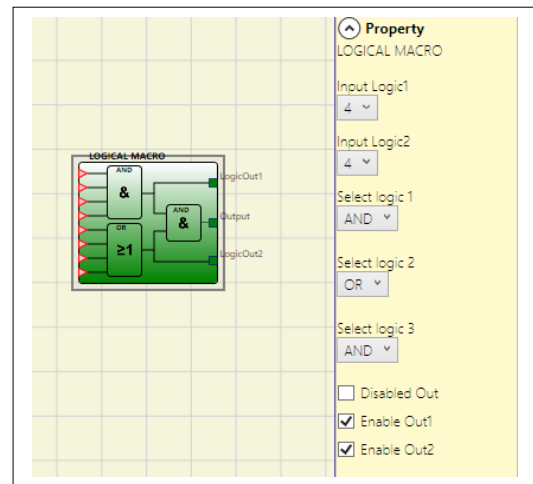 LOGICAL MACRO
AND
&
OR
≥1
AND
&
LogicOut1
Output
LogicOut2
Property
LOGICAL MACRO
Input Logic1
4
Input Logic2
4
Select logic 1
AND
Select logic 2
OR
Select logic 3
AND
Disabled Out
Enable Out1
Enable Out2